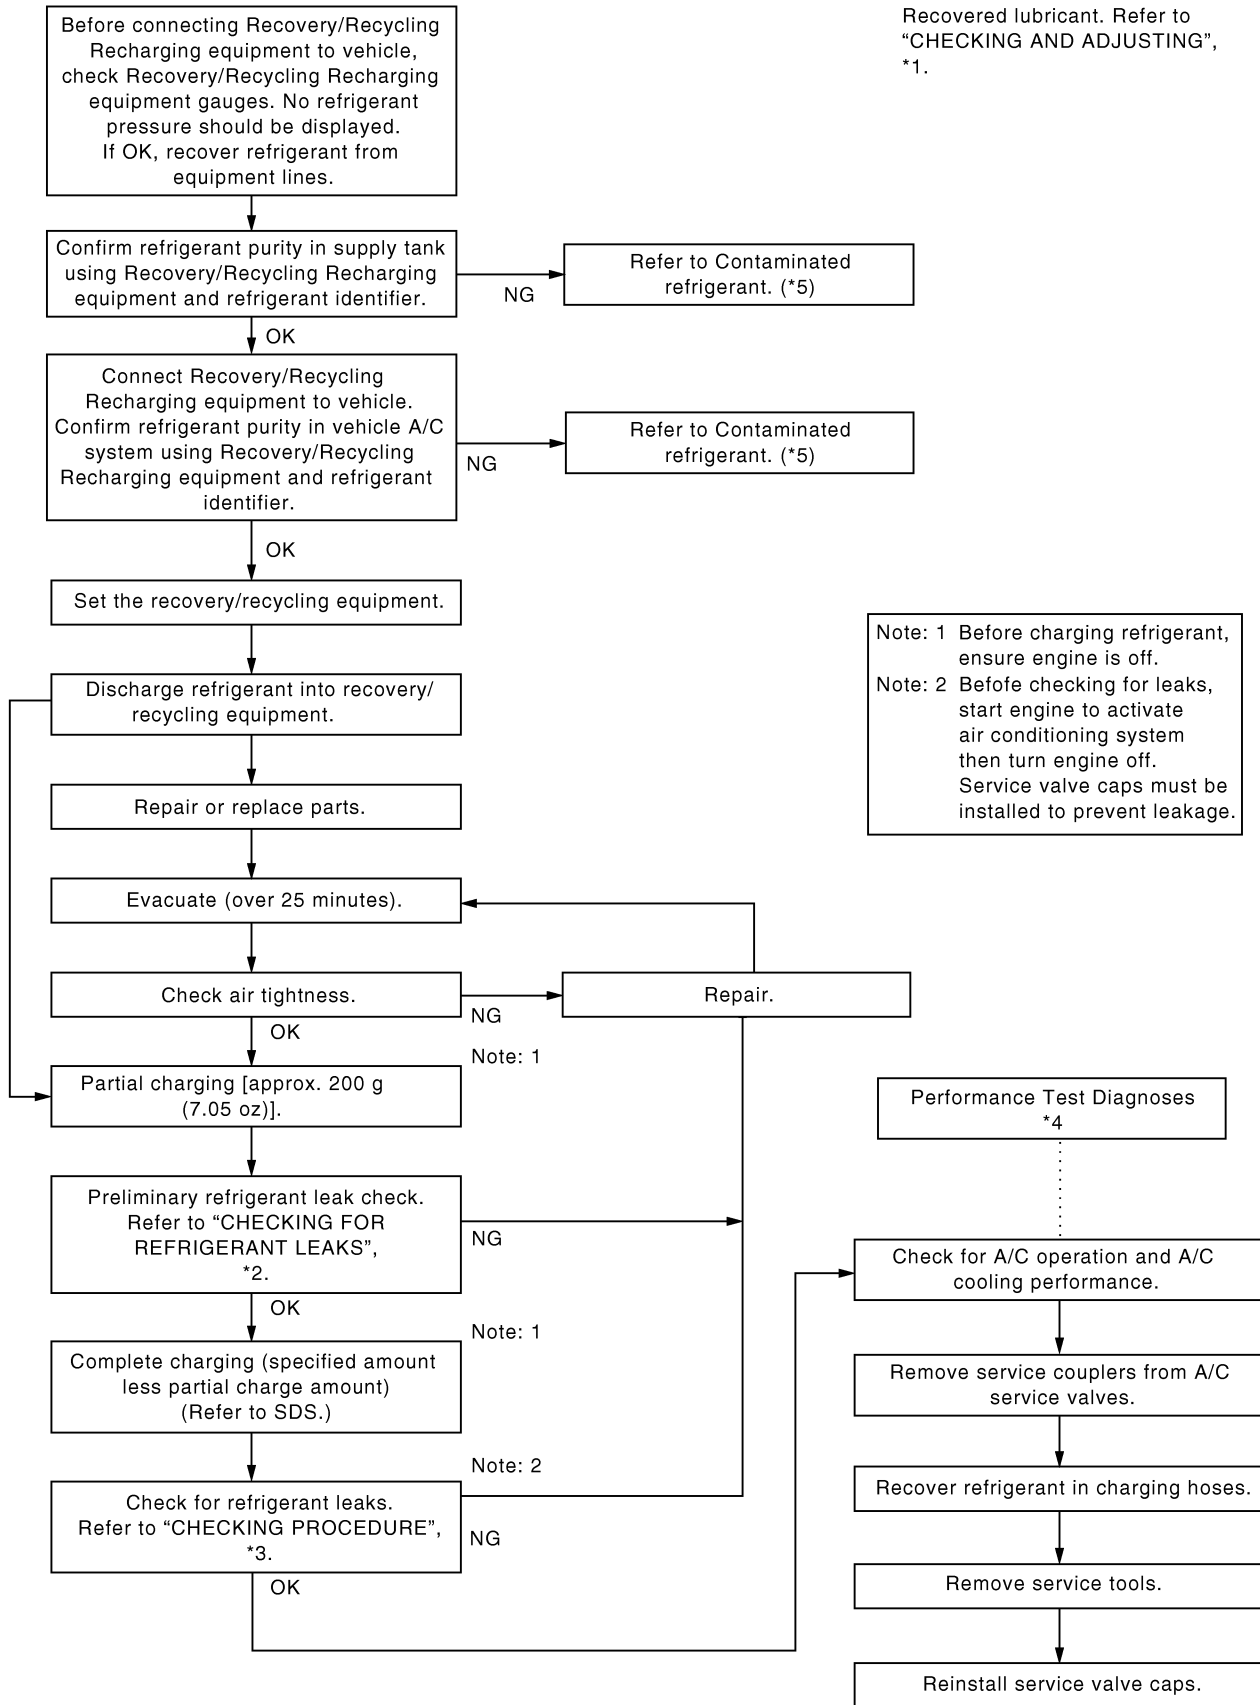 Before connecting Recovery/Recycling
Recharging equipment to vehicle,
check Recovery/Recycling Recharging
equipment gauges. No refrigerant
pressure should be displayed.
If OK, recover refrigerant from
equipment lines.
Recovered lubricant. Refer to
“CHECKING AND ADJUSTING”,
*1.
Confirm refrigerant purity in supply tank
using Recovery/Recycling Recharging
equipment and refrigerant identifier.
NG
Refer to Contaminated
refrigerant. (*5)
OK
Connect Recovery/Recycling
Recharging equipment to vehicle.
Confirm refrigerant purity in vehicle A/C
system using Recovery/Recycling
Recharging equipment and refrigerant
identifier.
NG
Refer to Contaminated
refrigerant. (*5)
OK
Set the recovery/recycling equipment.
Discharge refrigerant into recovery/
recycling equipment.
Note: 1 Before charging refrigerant,
ensure engine is off.
Note: 2 Befofe checking for leaks,
start engine to activate
air conditioning system
then turn engine off.
Service valve caps must be
installed to prevent leakage.
Repair or replace parts.
Evacuate (over 25 minutes).
Check air tightness.
NG
Repair.
OK
Note: 1
Partial charging [approx. 200 g
(7.05 oz)].
Preliminary refrigerant leak check.
Refer to “CHECKING FOR
REFRIGERANT LEAKS”,
*2.
NG
OK
Note: 1
Complete charging (specified amount
less partial charge amount)
(Refer to SDS.)
Note: 2
Check for refrigerant leaks.
Refer to “CHECKING PROCEDURE”,
*3.
NG
OK
Performance Test Diagnoses
*4
Check for A/C operation and A/C
cooling performance.
Remove service couplers from A/C
service valves.
Recover refrigerant in charging hoses.
Remove service tools.
Reinstall service valve caps.